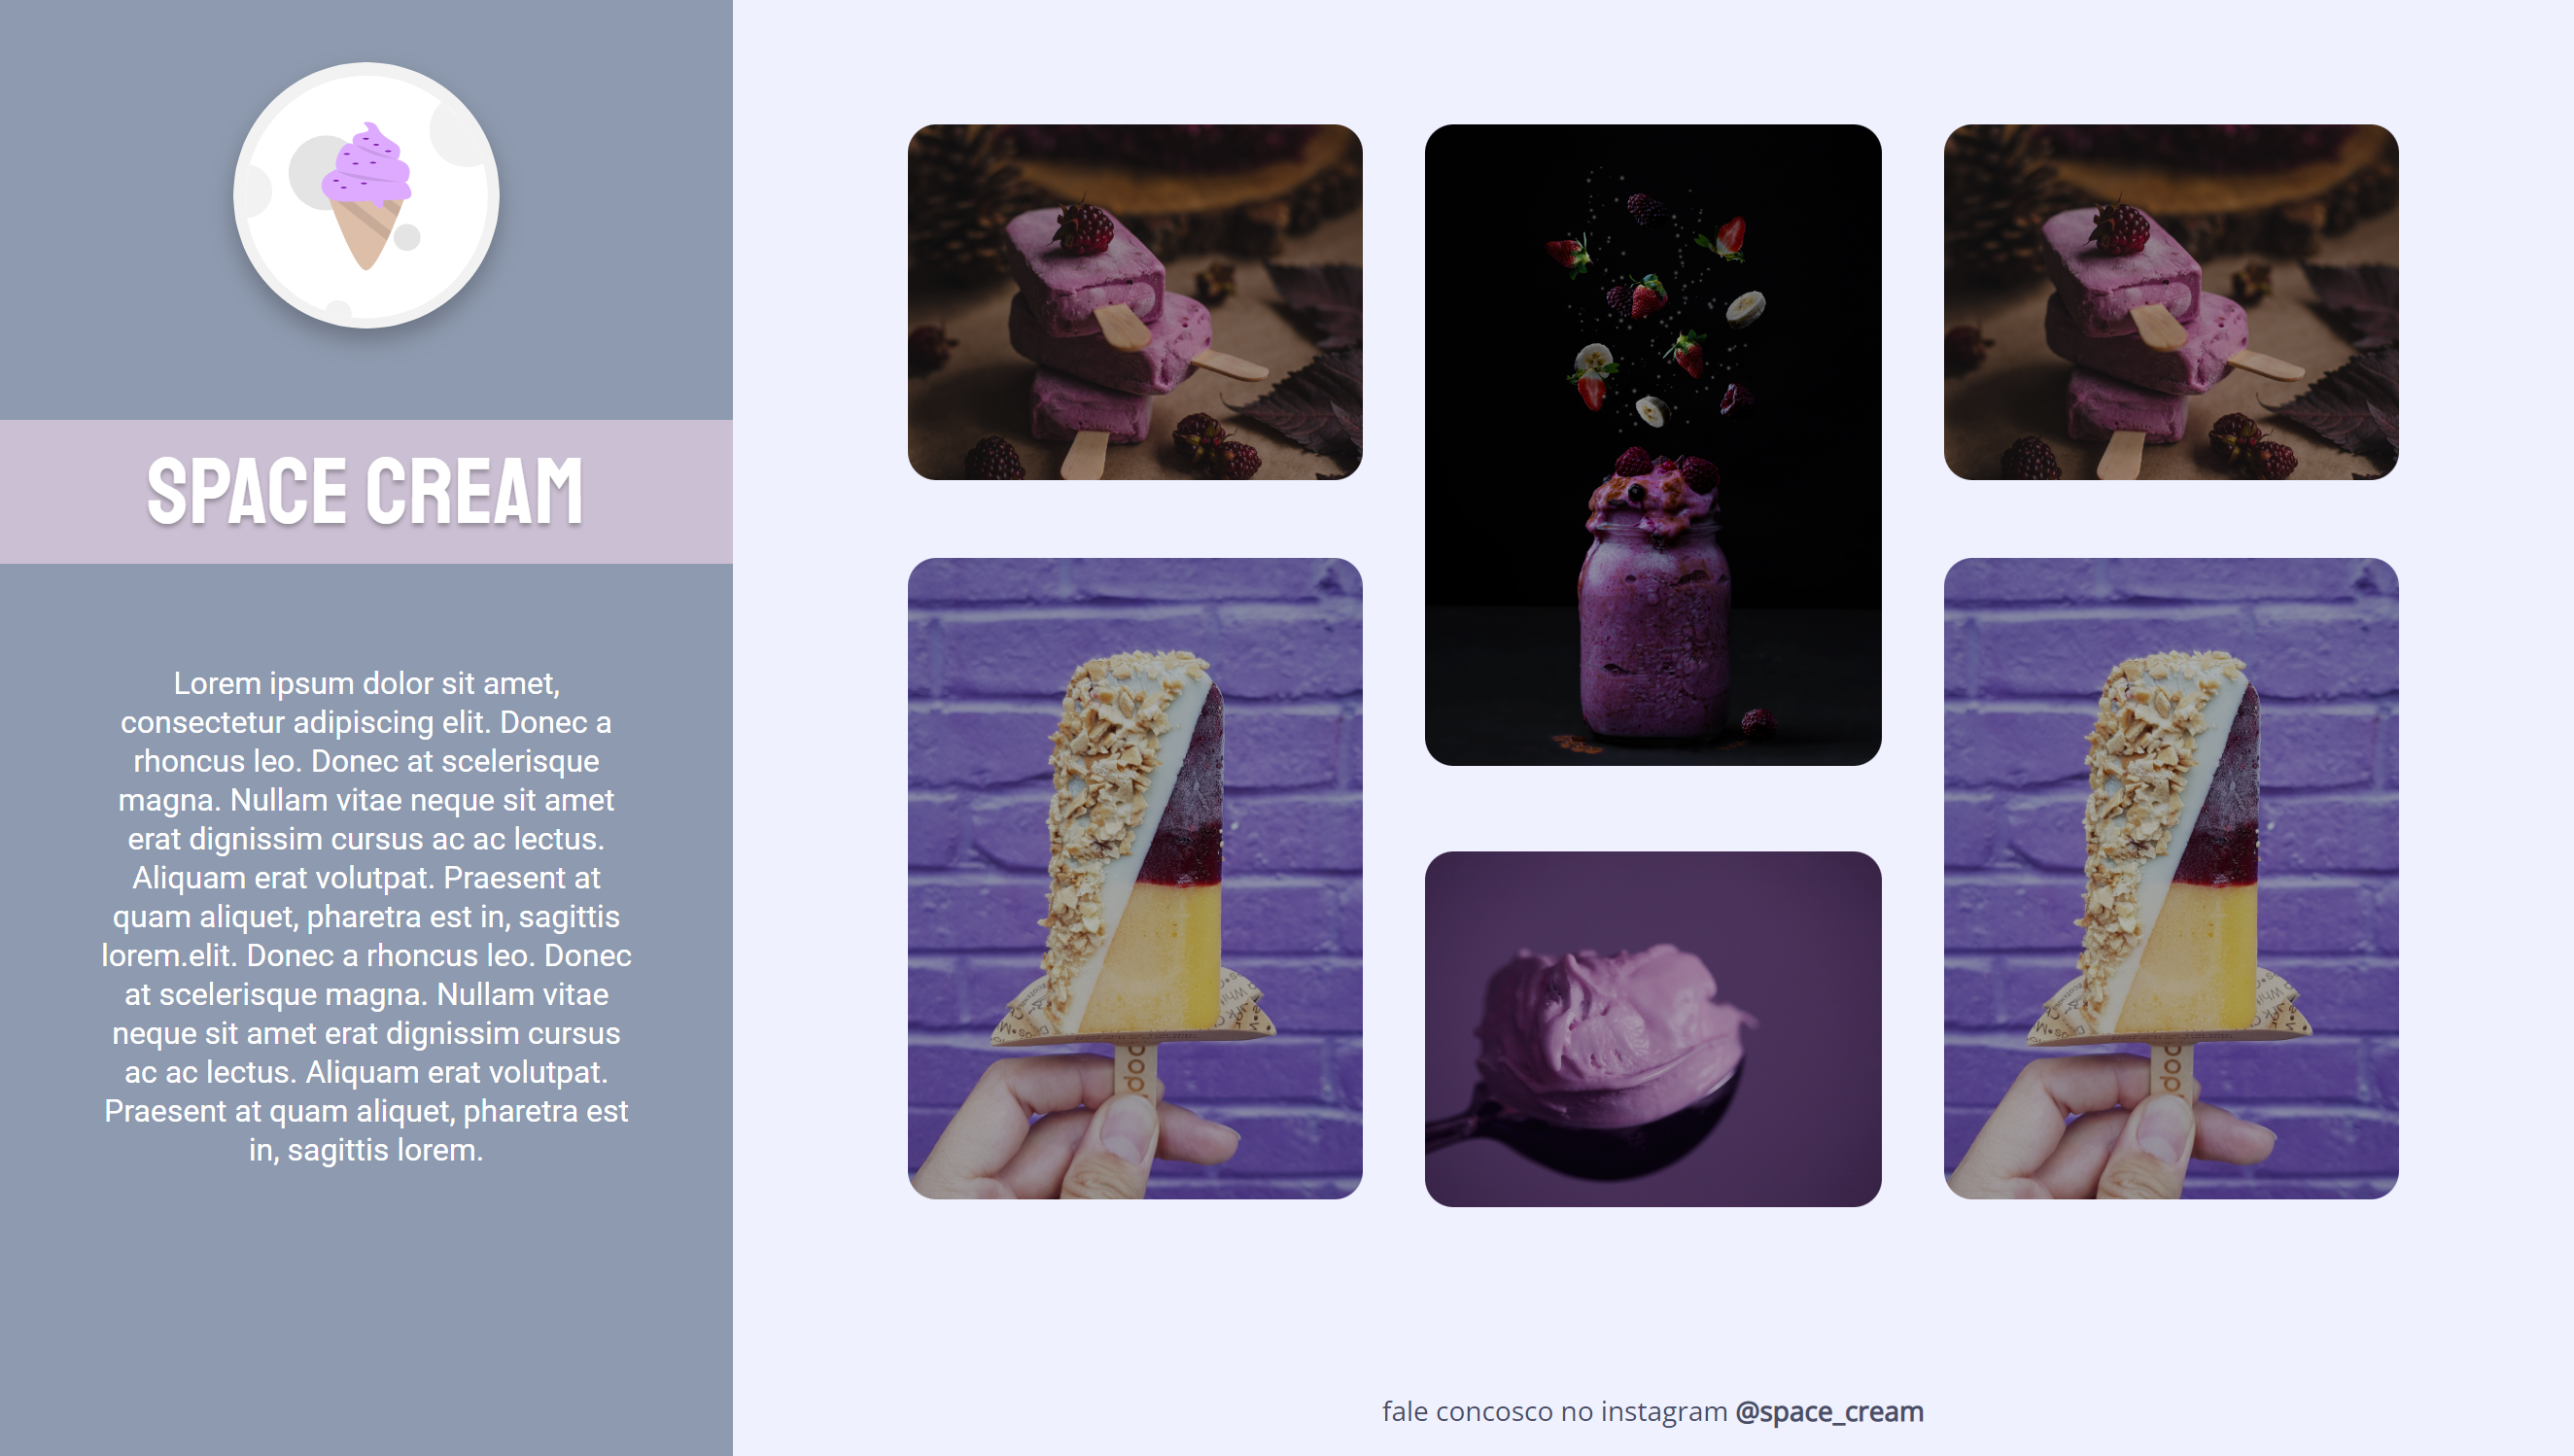 SPACE CREAM
Lorem ipsum dolor sit amet,
consectetur adipiscing elit. Donec a
rhoncus leo. Donec at scelerisque
magna. Nullam vitae neque sit amet
erat dignissim cursus ac ac lectus.
Aliquam erat volutpat. Praesent at
quam aliquet, pharetra est in, sagittis
lorem.elit. Donec a rhoncus leo. Donec
at scelerisque magna. Nullam vitae
neque sit amet erat dignissim cursus
ac ac lectus. Aliquam erat volutpat.
Praesent at quam aliquet, pharetra est
in, sagittis lorem.
fale concosco no instagram @space_cream